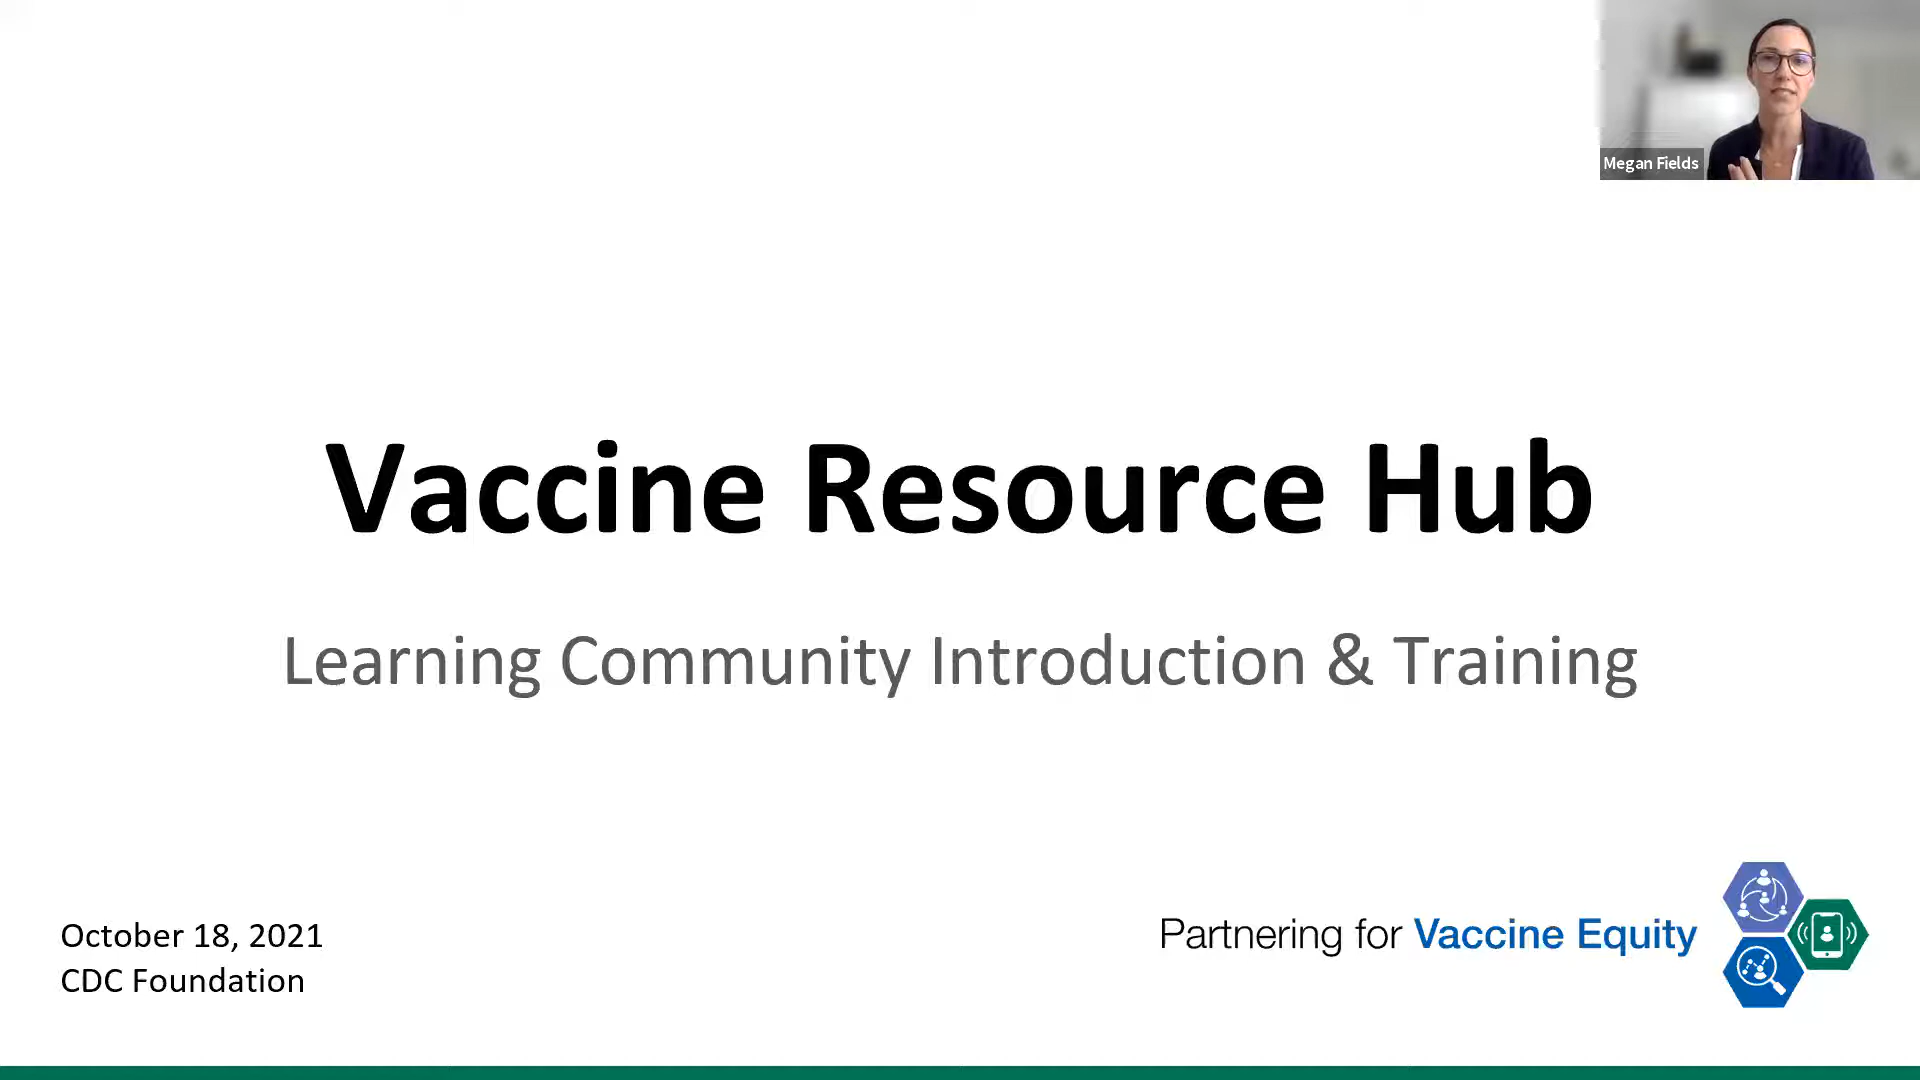 Megan Fields
Vaccine Resource Hub
Learning Community Introduction & Training
October 18, 2021
CDC Foundation
Partnering for Vaccine Equity